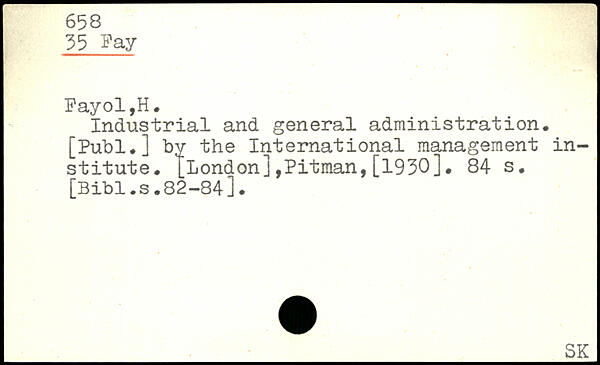 658
35 Fay
Fayol,H.
Industrial and general administration.
[Publ.] by the International management in-
stitute. [London],Pitman,[1930]. 84 s.
[Bibl.s.82-84].
SK